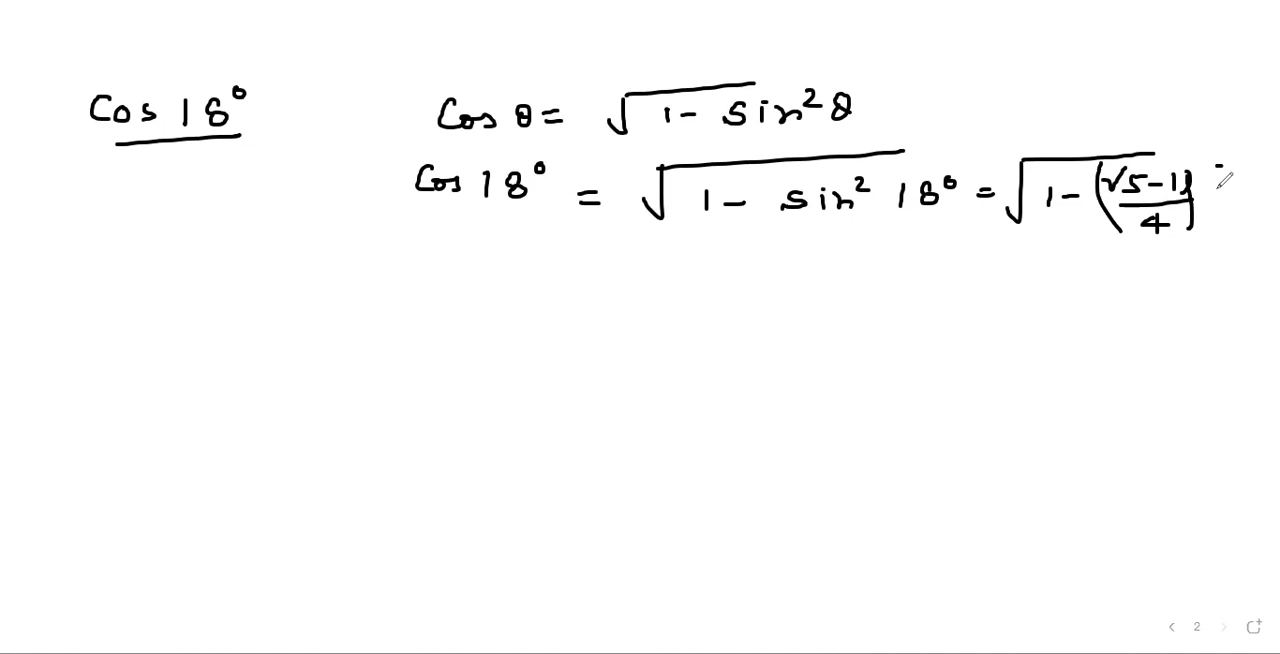 Cos 18°
Cos θ = √1 - sin²θ
Cos 18° = √1 - sin² 18° = √1 - (√5-1)/4)
< 2 >